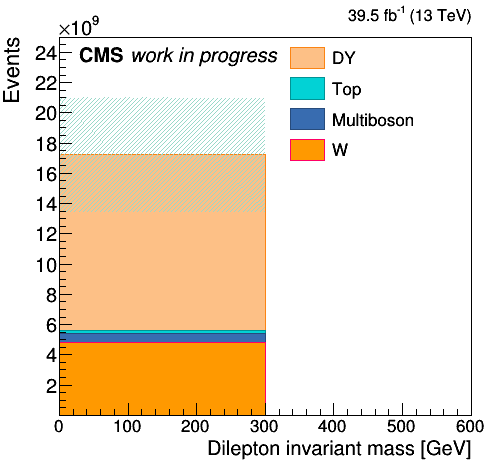 39.5 fb⁻¹ (13 TeV)
×10⁹
CMS work in progress
Events
24
22
20
18
16
14
12
10
8
6
4
2
DY
Top
Multiboson
W
0 100 200 300 400 500 600
Dilepton invariant mass [GeV]